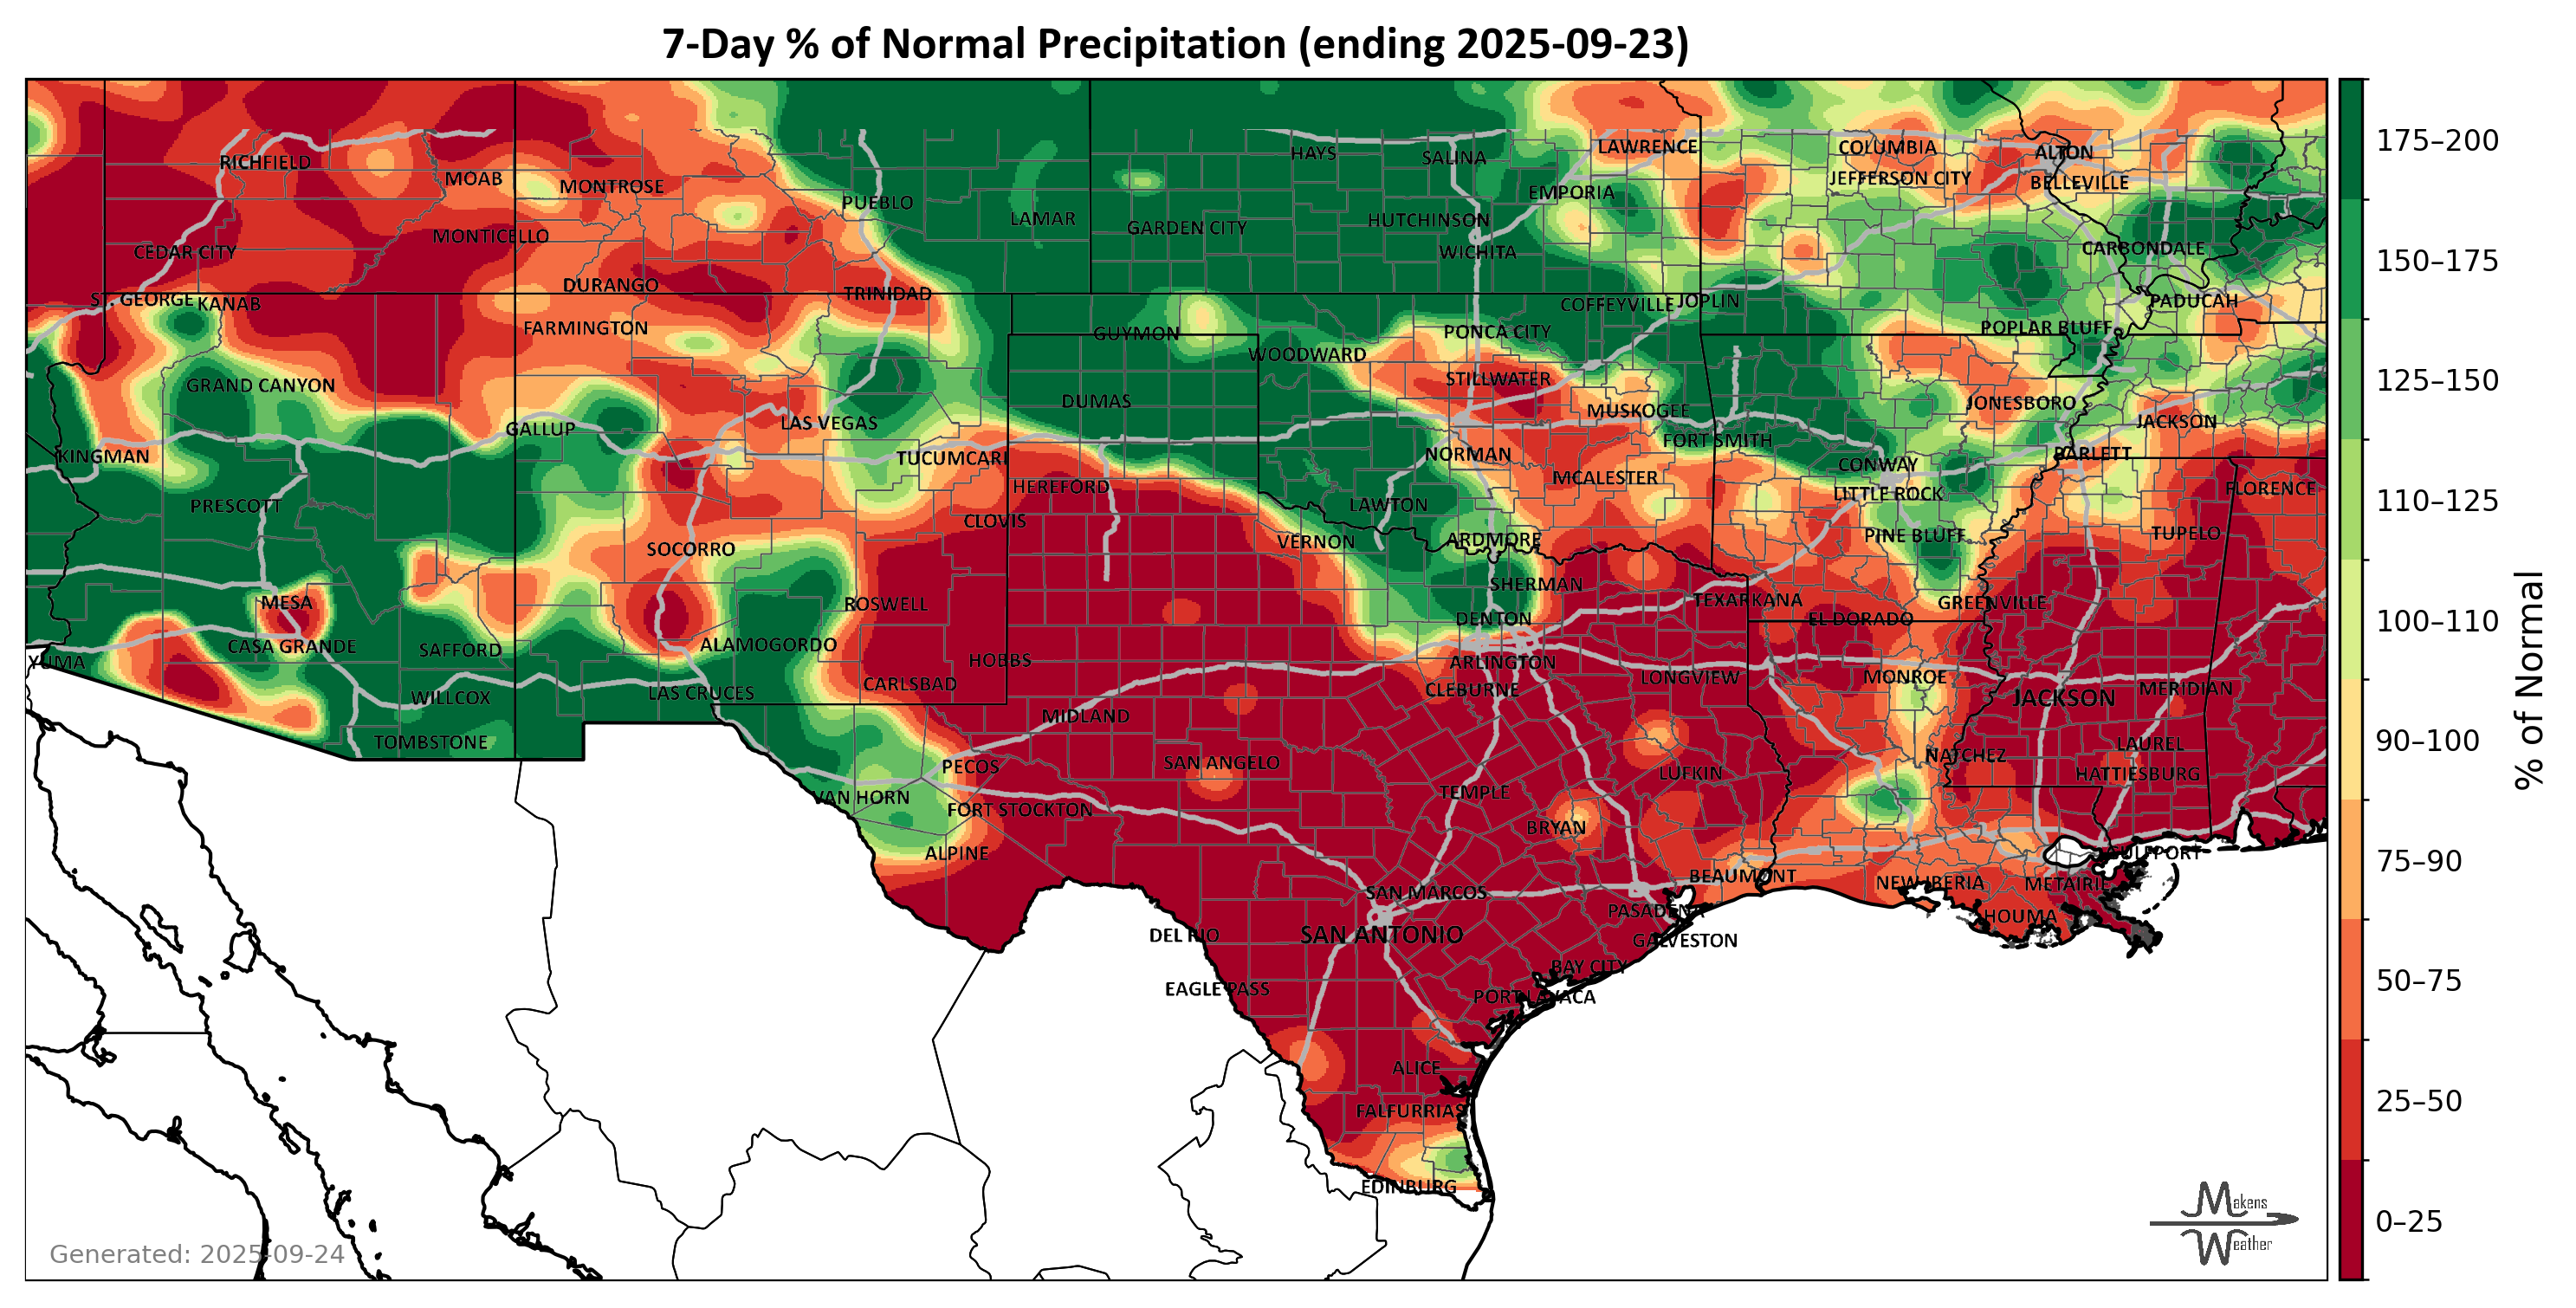 7-Day % of Normal Precipitation (ending 2025-09-23)
RICHFIELD
MOAB
MONTROSE
PUEBLO
LAMAR
HAYS
SALINA
LAWRENCE
COLUMBIA
ALTON
JEFFERSON CITY
BELLEVILLE
EMPORIA
GARDEN CITY
HUTCHINSON
WICHITA
CEDAR CITY
MONTICELLO
CARBONDALE
ST. GEORGE
KANAB
DURANGO
TRINIDAD
COFFEYVILLE
JOPLIN
PADUCAH
FARMINGTON
GUYMON
PONCA CITY
POPLAR BLUFF
WOODWARD
GRAND CANYON
STILLWATER
DUMAS
MUSKOGEE
JONESBORO
JACKSON
GALLUP
LAS VEGAS
FORT SMITH
KINGMAN
TUCUMCARI
NORMAN
BARLETT
CONWAY
HEREFORD
MCALESTER
LITTLE ROCK
FLORENCE
PRESCOTT
LAWTON
CLOVIS
PINE BLUFF
TUPELO
SOCORRO
VERNON
ARDMORE
SHERMAN
MESA
ROSWELL
DENTON
TEXARKANA
GREENVILLE
EL DORADO
CASA GRANDE
SAFFORD
ALAMOGORDO
YUMA
HOBBS
ARLINGTON
LONGVIEW
MONROE
WILLCOX
LAS CRUCES
CARLSBAD
CLEBURNE
JACKSON
MERIDIAN
MIDLAND
TOMBSTONE
PECOS
SAN ANGELO
LUFKIN
NATCHEZ
LAUREL
HATTIESBURG
VAN HORN
FORT STOCKTON
TEMPLE
BRYAN
ALPINE
GULFPORT
BEAUMONT
NEW IBERIA
METAIRIE
SAN MARCOS
PASADENA
HOUMA
DEL RIO
SAN ANTONIO
GALVESTON
BAY CITY
EAGLE PASS
PORT LAVACA
ALICE
FALFURRIAS
EDINBURG
175–200
150–175
125–150
110–125
100–110
90–100
75–90
50–75
25–50
0–25
% of Normal
Generated: 2025-09-24
Makens
Weather